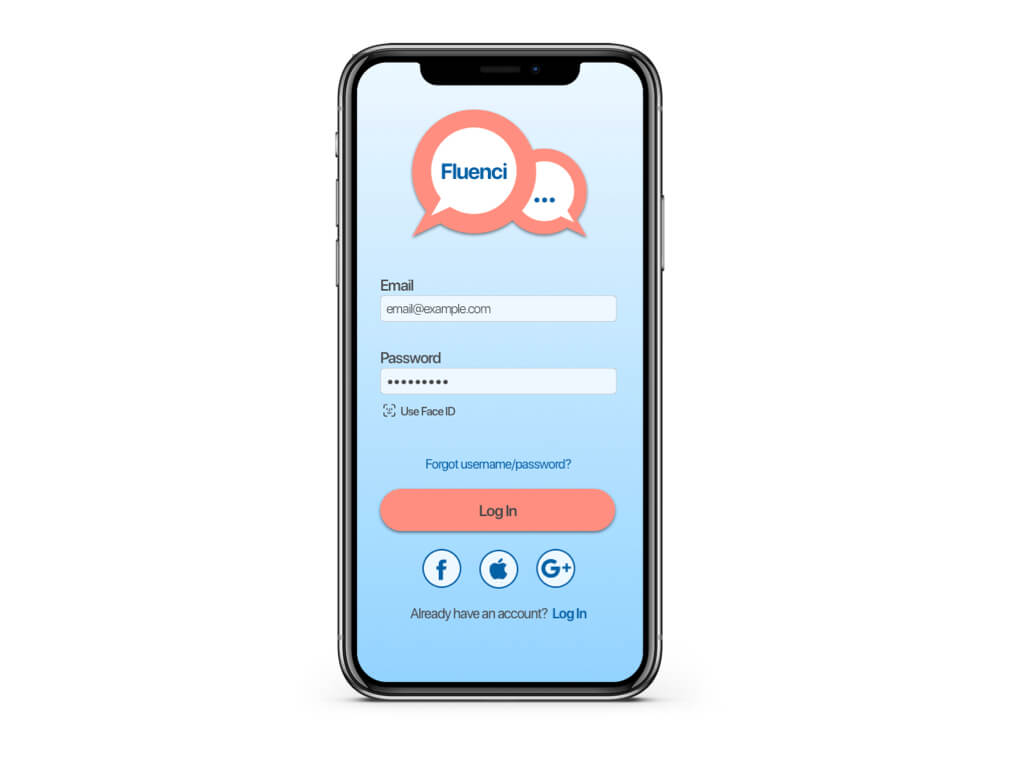 Fluenci
...
Email
email@example.com
Password
•••••••••
Use Face ID
Forgot username/password?
Log In
f
G+
Already have an account? Log In